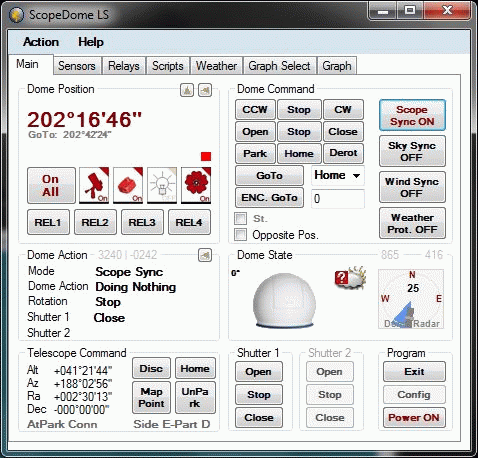 ScopeDome LS
Action Help
Main Sensors Relays Scripts Weather Graph Select Graph
Dome Position
202°16'46"
GoTo: 202°42'24"
On All
On On On
REL1 REL2 REL3 REL4
Dome Command
CCW Stop CW
Open Stop Close
Park Home Derot
GoTo Home
ENC. GoTo 0
St.
Opposite Pos.
Scope Sync ON
Sky Sync OFF
Wind Sync OFF
Weather Prot. OFF
Dome Action 3240 | -0242
Mode Scope Sync
Dome Action Doing Nothing
Rotation Stop
Shutter 1 Close
Shutter 2
Dome State 865 416
0°
?
N
W 25 E
S
Dome Radar
Telescope Command
Alt +041°21'44"
Az +188°02'56"
Ra +002°30'13"
Dec -000°00'00"
AtPark Conn Side E-Part D
Disc Home
Map Point
UnPa rk
Shutter 1
Open
Stop
Close
Shutter 2
Open
Stop
Close
Program
Exit
Config
Power ON